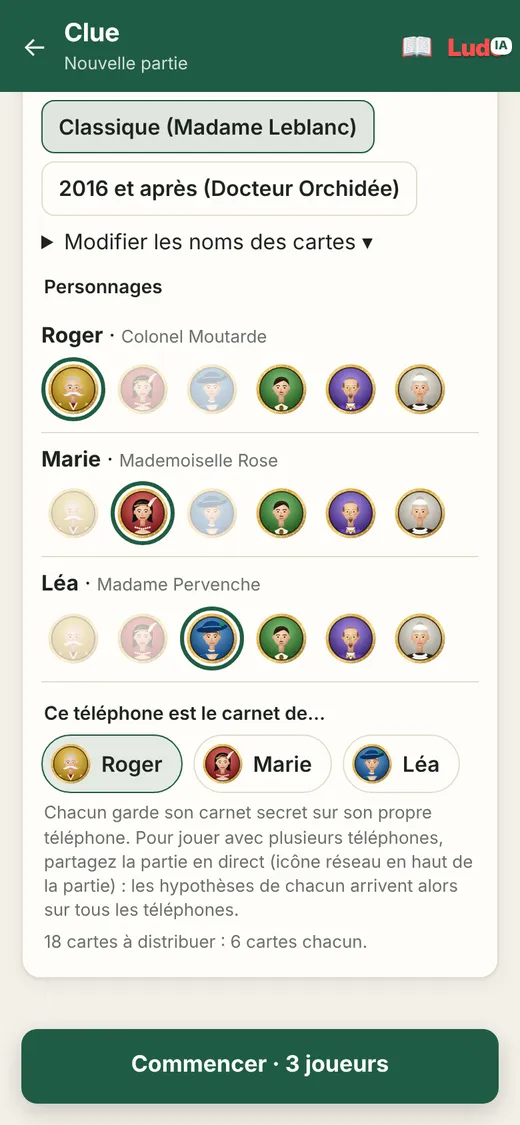 Clue
Nouvelle partie
LudoIA
Classique (Madame Leblanc)
2016 et après (Docteur Orchidée)
▶ Modifier les noms des cartes ▾
Personnages
Roger · Colonel Moutarde
Marie · Mademoiselle Rose
Léa · Madame Pervenche
Ce téléphone est le carnet de…
Roger
Marie
Léa
Chacun garde son carnet secret sur son propre
téléphone. Pour jouer avec plusieurs téléphones,
partagez la partie en direct (icône réseau en haut de
la partie) : les hypothèses de chacun arrivent alors
sur tous les téléphones.
18 cartes à distribuer : 6 cartes chacun.
Commencer · 3 joueurs